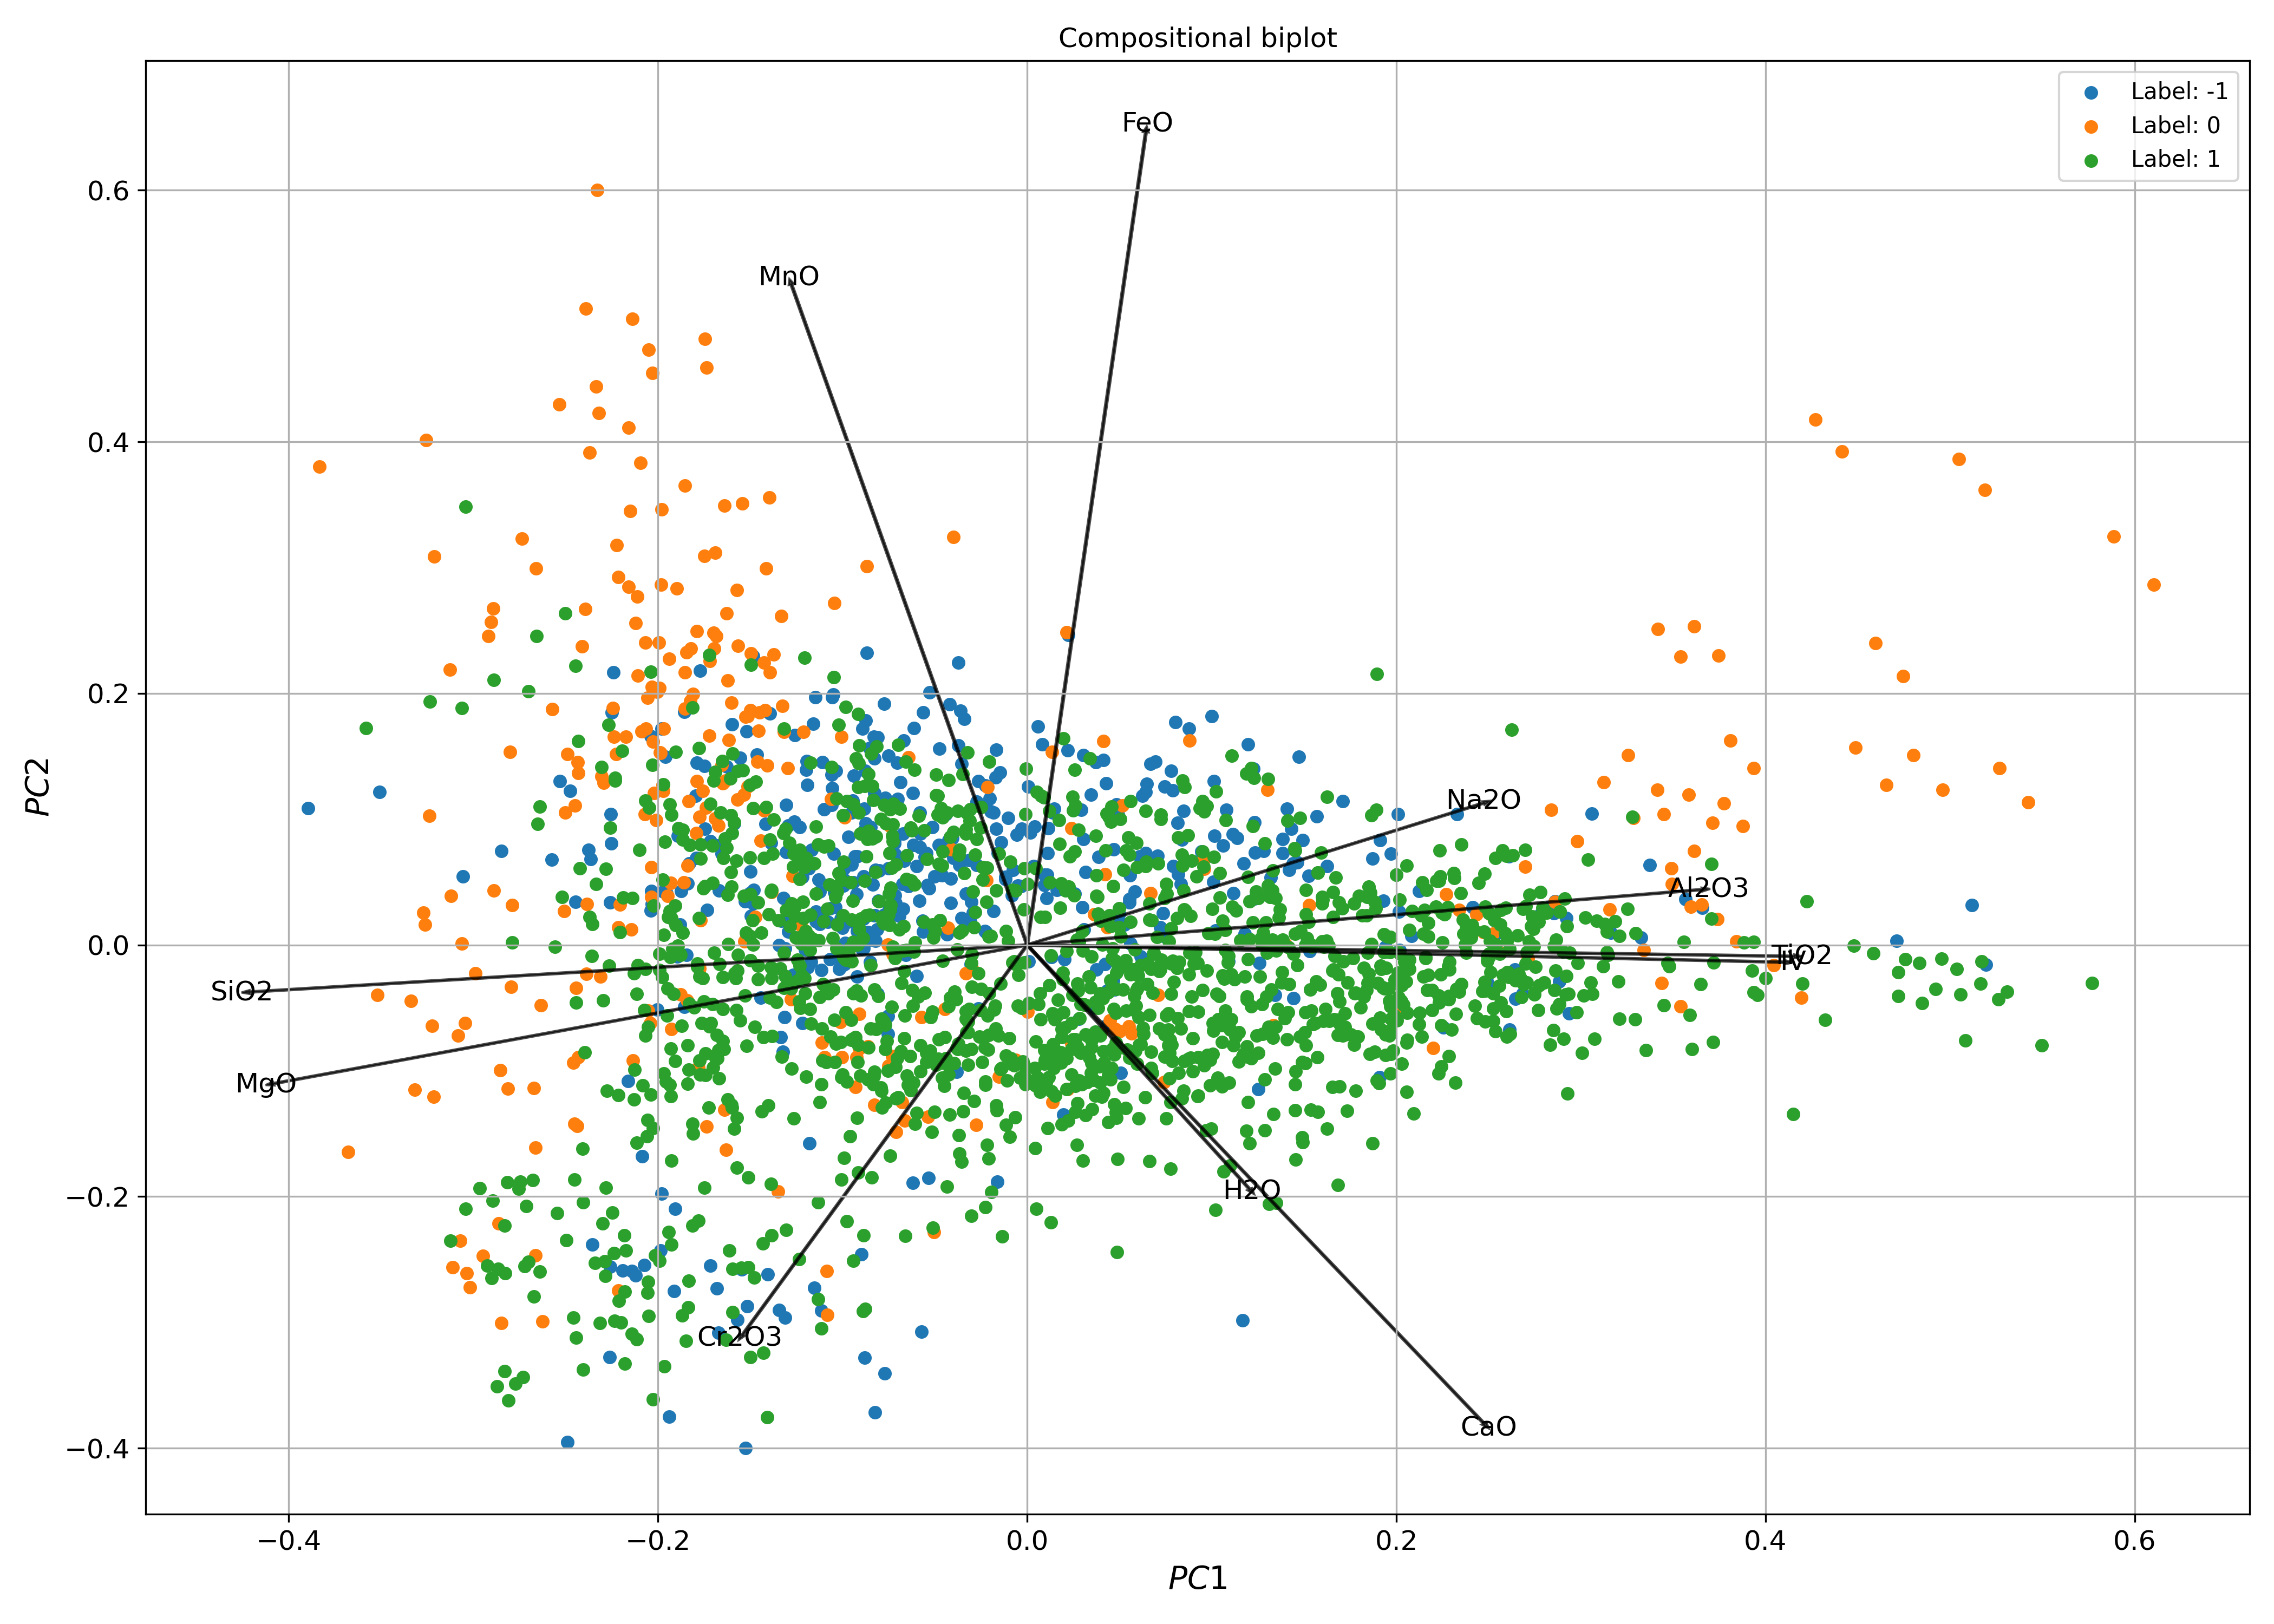 Compositional biplot
Label: -1
Label: 0
Label: 1
FeO
MnO
Na2O
Al2O3
TiO2
IV
SiO2
MgO
H2O
Cr2O3
CaO
0.6
0.4
0.2
0.0
−0.2
−0.4
PC2
−0.4
−0.2
0.0
0.2
0.4
0.6
PC1